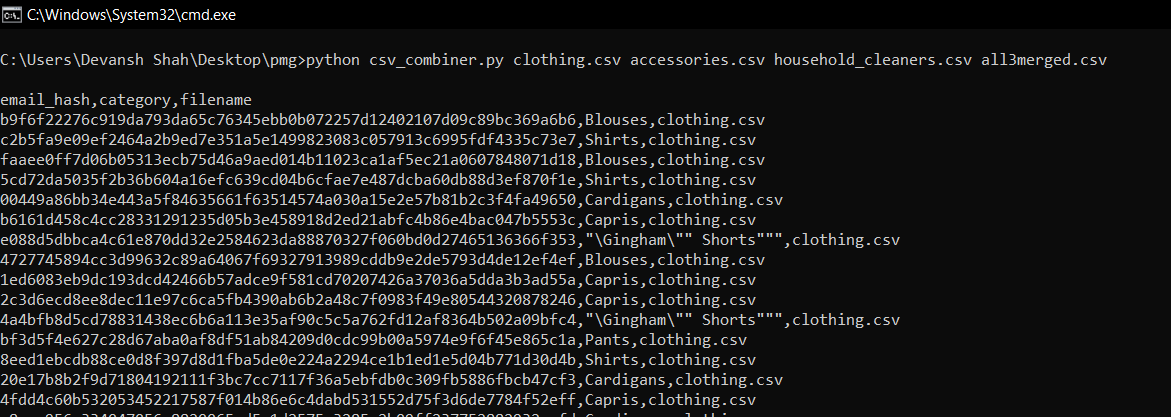 C:\Windows\System32\cmd.exe
C:\Users\Devansh Shah\Desktop\pmg>python csv_combiner.py clothing.csv accessories.csv household_cleaners.csv all3merged.csv
email_hash,category,filename
b9f6f22276c919da793da65c76345ebb0b072257d12402107d09c89bc369a6b6,Blouses,clothing.csv
c2b5fa9e09ef2464a2b9ed7e351a5e1499823083c057913c6995fdf4335c73e7,Shirts,clothing.csv
faaee0ff7d06b05313ecb75d46a9aed014b11023ca1af5ec21a0607848071d18,Blouses,clothing.csv
5cd72da5035f2b36b604a16efc639cd04b6cfae7e487dcba60db88d3ef870f1e,Shirts,clothing.csv
00449a86bb34e443a5f84635661f63514574a030a15e2e57b81b2c3f4fa49650,Cardigans,clothing.csv
b6161d458c4cc28331291235d05b3e458918d2ed21abfc4b86e4bac047b5553c,Capris,clothing.csv
e088d5dbbca4c61e870dd32e2584623da88870327f060bd0d27465136366f353,"\Gingham\"" Shorts""",clothing.csv
4727745894cc3d99632c89a64067f69327913989cddb9e2de5793d4de12ef4ef,Blouses,clothing.csv
1ed6083eb9dc193dcd42466b57adce9f581cd70207426a37036a5dda3b3ad55a,Capris,clothing.csv
2c3d6ecd8ee8dec11e97c6ca5fb4390ab6b2a48c7f0983f49e80544320878246,Capris,clothing.csv
4a4bfb8d5cd78831438ec6b6a113e35af90c5c5a762fd12af8364b502a09bfc4,"\Gingham\"" Shorts""",clothing.csv
bf3d5f4e627c28d67aba0af8df51ab84209d0cdc99b00a5974e9f6f45e865c1a,Pants,clothing.csv
8eed1ebcdb88ce0d8f397d8d1fba5de0e224a2294ce1b1ed1e5d04b771d30d4b,Shirts,clothing.csv
20e17b8b2f9d71804192111f3bc7cc7117f36a5ebfdb0c309fb5886fbcb47cf3,Cardigans,clothing.csv
4fdd4c60b532053452217587f014b86e6c4dabd531552d75f3d6de7784f52eff,Capris,clothing.csv